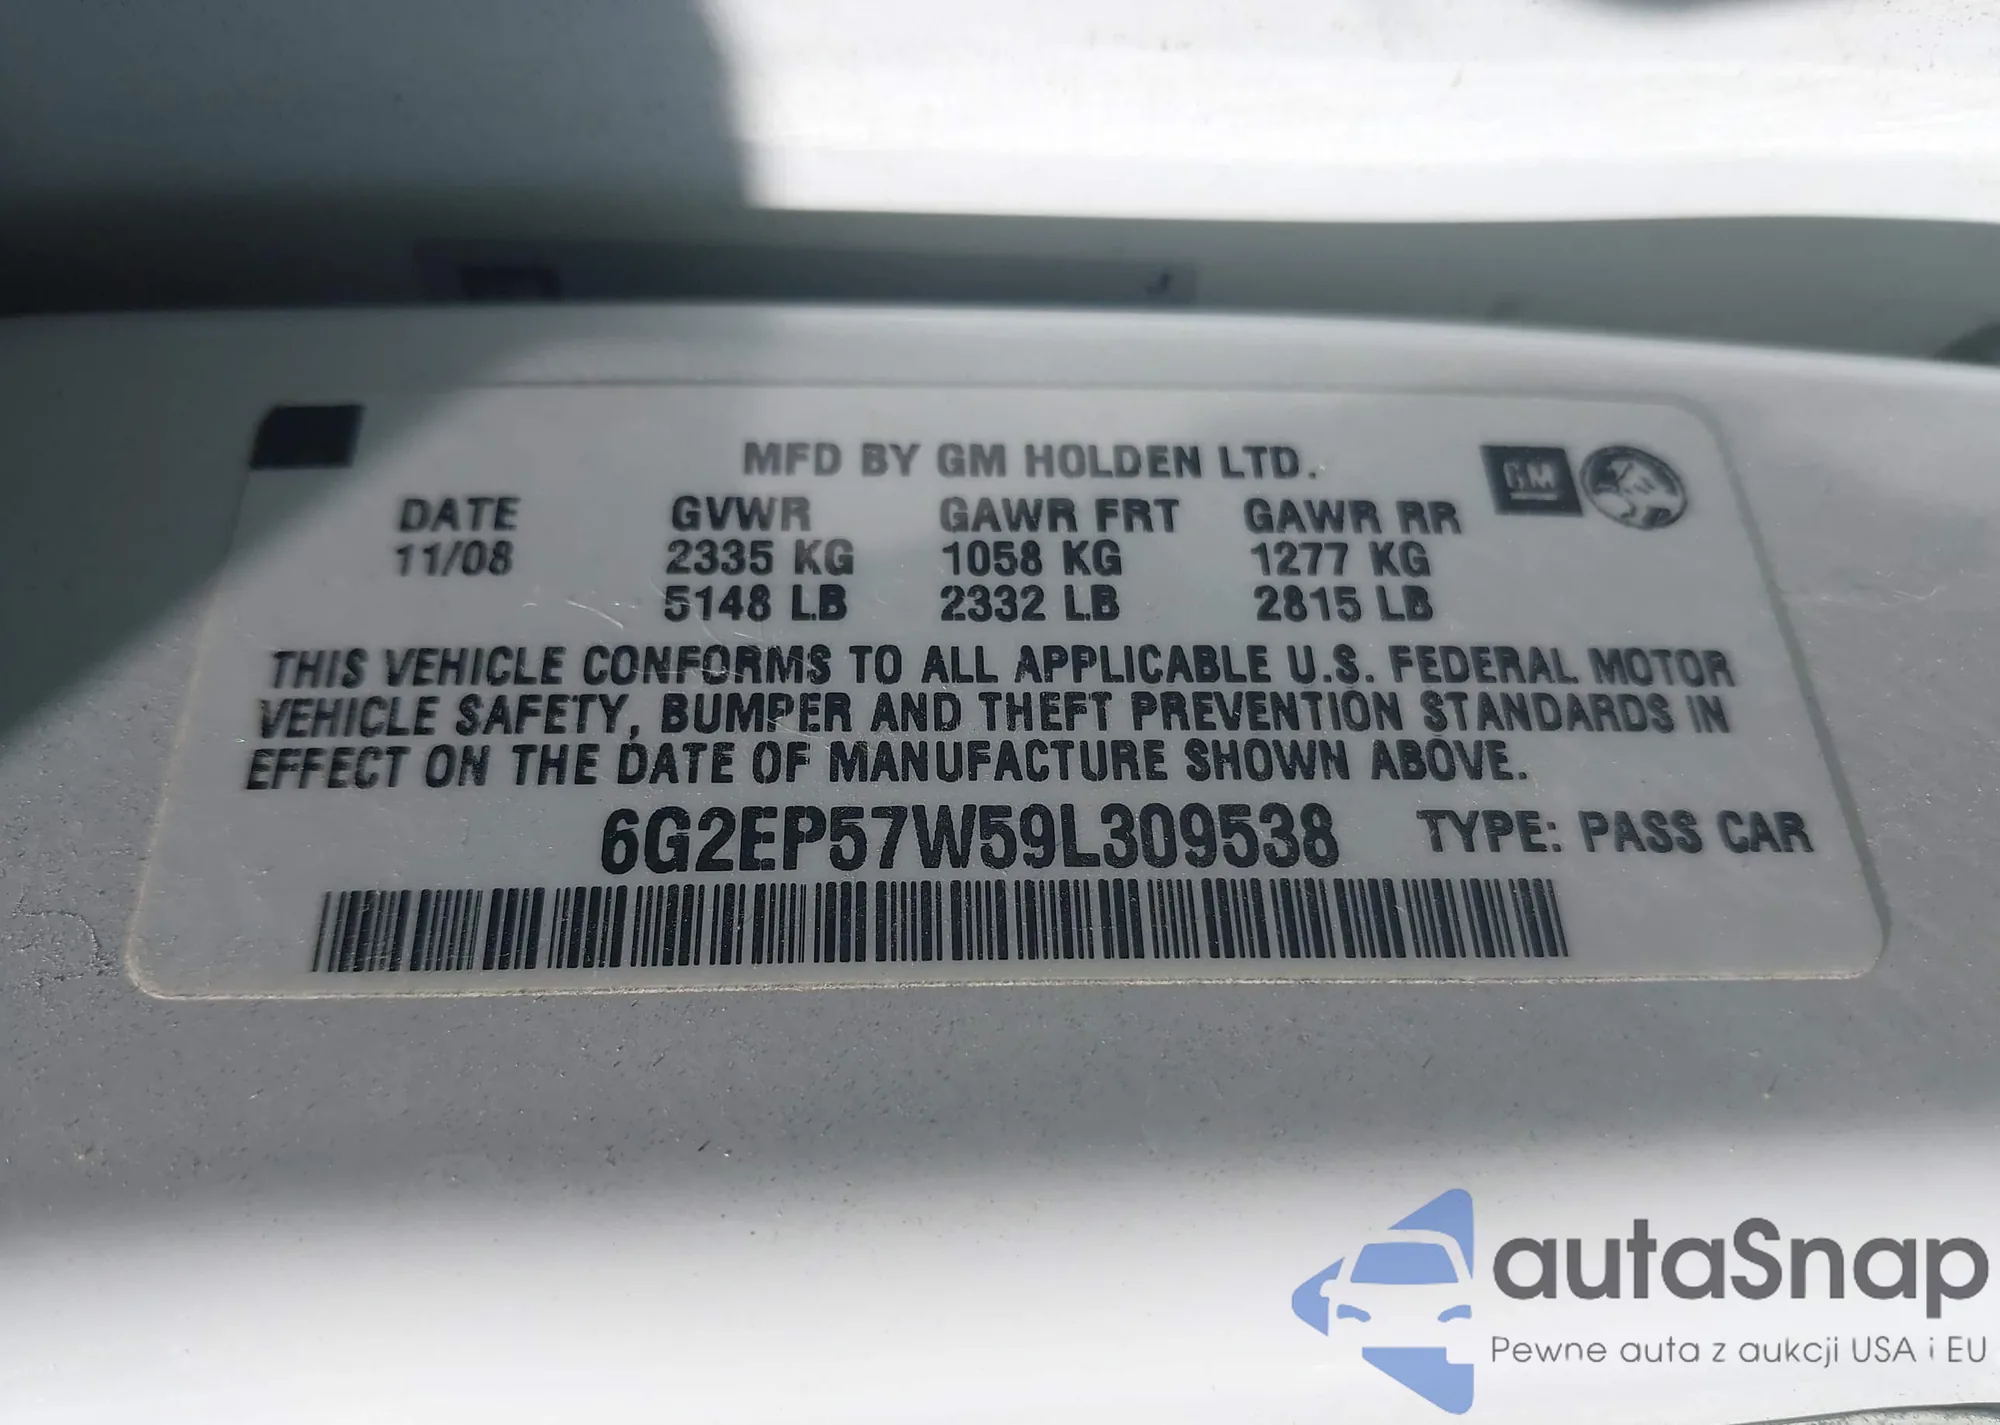 MFD BY GM HOLDEN LTD.
GM
DATE GVWR GAWR FRT GAWR RR
11/08 2335 KG 1058 KG 1277 KG
5148 LB 2332 LB 2815 LB
THIS VEHICLE CONFORMS TO ALL APPLICABLE U.S. FEDERAL MOTOR
VEHICLE SAFETY, BUMPER AND THEFT PREVENTION STANDARDS IN
EFFECT ON THE DATE OF MANUFACTURE SHOWN ABOVE.
6G2EP57W59L309538 TYPE: PASS CAR
autaSnap
Pewne auta z aukcji USA i EU